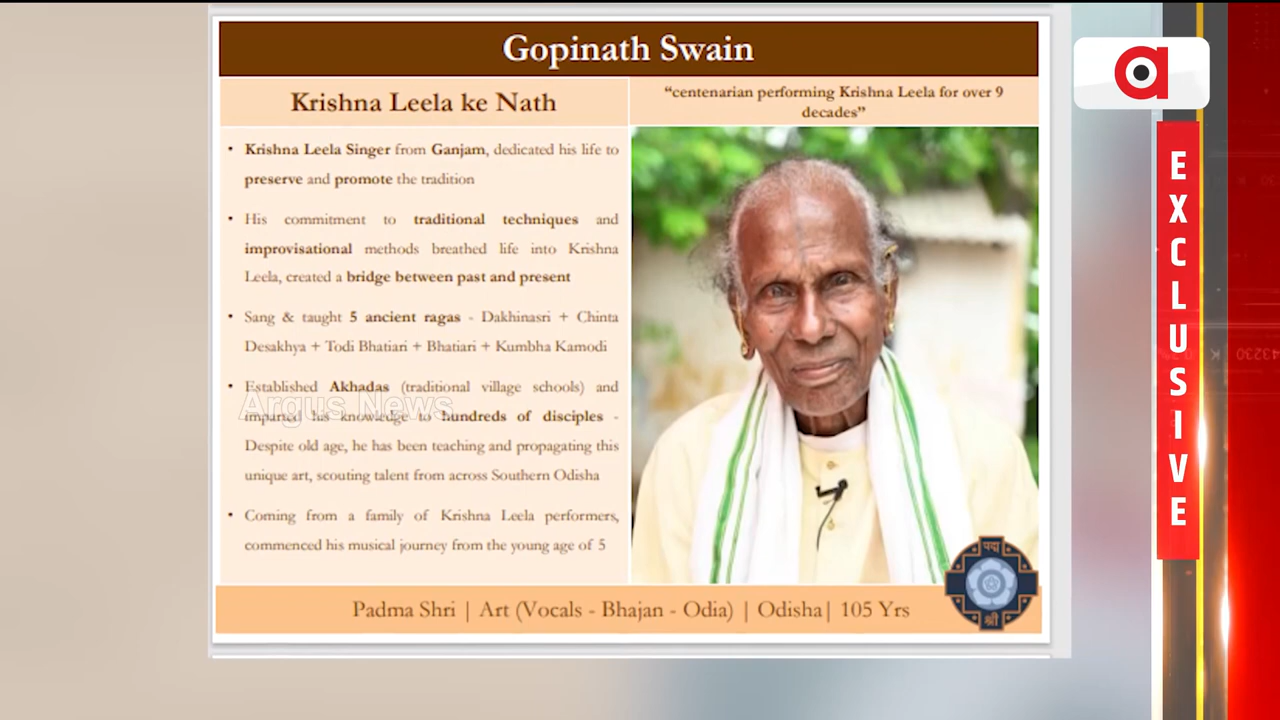 Gopinath Swain
Krishna Leela ke Nath
“centenarian performing Krishna Leela for over 9
decades”
• Krishna Leela Singer from Ganjam, dedicated his life to
preserve and promote the tradition
• His commitment to traditional techniques and
improvisational methods breathed life into Krishna
Leela, created a bridge between past and present
• Sang & taught 5 ancient ragas - Dakhinasri + Chinta
Desakhya + Todi Bhatiari + Bhatiari + Kumbha Kamodi
• Established Akhadas (traditional village schools) and
imparted his knowledge to hundreds of disciples -
Despite old age, he has been teaching and propagating this
unique art, scouting talent from across Southern Odisha
• Coming from a family of Krishna Leela performers,
commenced his musical journey from the young age of 5
Argus News
Padma Shri | Art (Vocals - Bhajan - Odia) | Odisha| 105 Yrs
पद्म
श्री
a
EXCLUSIVE
43230